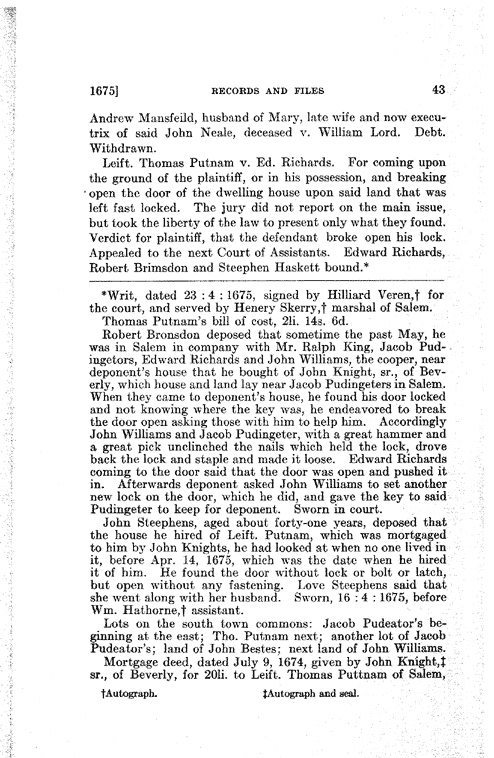 1675] RECORDS AND FILES 43
Andrew Mansfeild, husband of Mary, late wife and now execu-
trix of said John Neale, deceased v. William Lord. Debt.
Withdrawn.
Leift. Thomas Putnam v. Ed. Richards. For coming upon
the ground of the plaintiff, or in his possession, and breaking
open the door of the dwelling house upon said land that was
left fast locked. The jury did not report on the main issue,
but took the liberty of the law to present only what they found.
Verdict for plaintiff, that the defendant broke open his lock.
Appealed to the next Court of Assistants. Edward Richards,
Robert Brimsdon and Steephen Haskett bound.*
*Writ, dated 23 : 4 : 1675, signed by Hilliard Veren,† for
the court, and served by Henery Skerry,† marshal of Salem.
Thomas Putnam's bill of cost, 2li. 14s. 6d.
Robert Bronsdon deposed that sometime the past May, he
was in Salem in company with Mr. Ralph King, Jacob Pud-
ingetors, Edward Richards and John Williams, the cooper, near
deponent's house that he bought of John Knight, sr., of Bev-
erly, which house and land lay near Jacob Pudingeters in Salem.
When they came to deponent's house, he found his door locked
and not knowing where the key was, he endeavored to break
the door open asking those with him to help him. Accordingly
John Williams and Jacob Pudingeter, with a great hammer and
a great pick unclinched the nails which held the lock, drove
back the lock and staple and made it loose. Edward Richards
coming to the door said that the door was open and pushed it
in. Afterwards deponent asked John Williams to set another
new lock on the door, which he did, and gave the key to said
Pudingeter to keep for deponent. Sworn in court.
John Steephens, aged about forty-one years, deposed that
the house he hired of Leift. Putnam, which was mortgaged
to him by John Knights, he had looked at when no one lived in
it, before Apr. 14, 1675, which was the date when he hired
it of him. He found the door without lock or bolt or latch,
but open without any fastening. Love Steephens said that
she went along with her husband. Sworn, 16 : 4 : 1675, before
Wm. Hathorne,† assistant.
Lots on the south town commons: Jacob Pudeator's be-
ginning at the east; Tho. Putnam next; another lot of Jacob
Pudeator's; land of John Bestes; next land of John Williams.
Mortgage deed, dated July 9, 1674, given by John Knight,‡
sr., of Beverly, for 20li. to Leift. Thomas Puttnam of Salem,
†Autograph. ‡Autograph and seal.